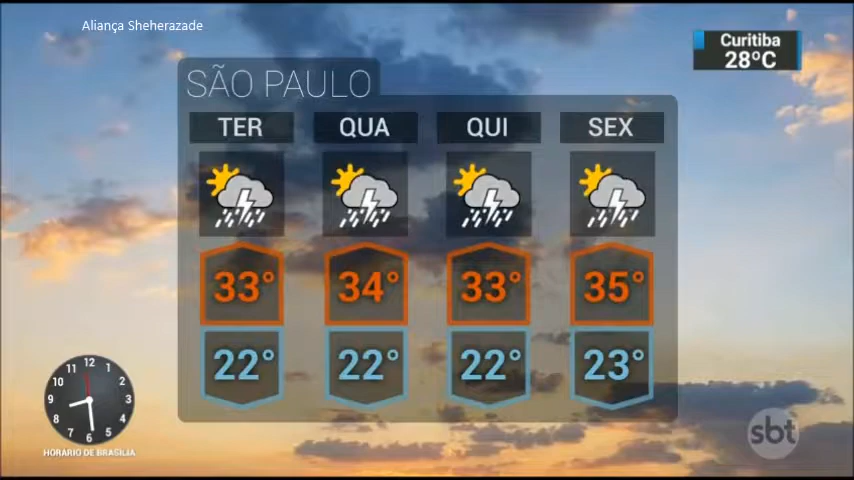 Aliança Sheherazade
Curitiba
28ºC
SÃO PAULO
TER QUA QUI SEX
33° 34° 33° 35°
22° 22° 22° 23°
12
11 1
10 2
9 3
8 4
7 5
6
HORARIO DE BRASILIA
sbt